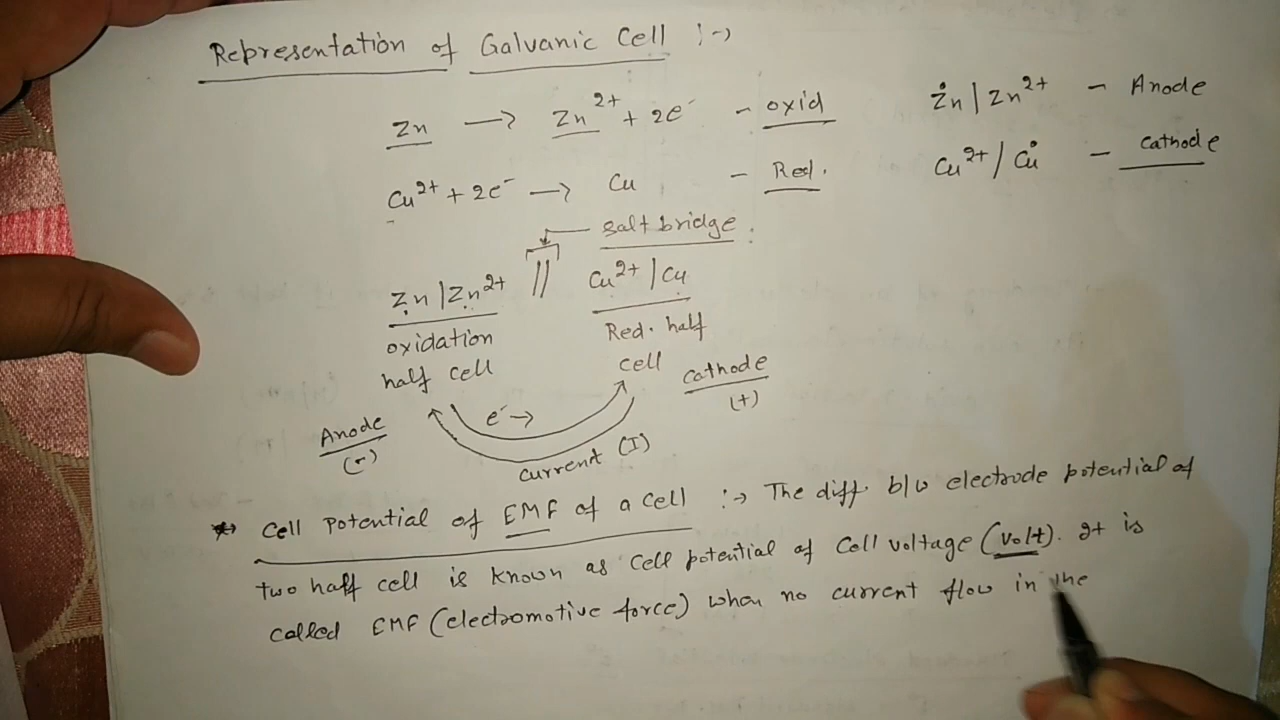 Representation of Galvanic Cell :→
Zn → Zn2+ + 2e- - oxid
Zn | Zn2+ - Anode
Cu2+ + 2e- → Cu - Red.
Cu2+ / Cu - Cathode
salt bridge :
Zn | Zn2+ || Cu2+ | Cu
oxidation half cell
Red. half cell
Cathode (+)
Anode (-)
e- →
Current (I)
* Cell Potential of EMF of a Cell :→ The diff. b/w electrode potential of
two half cell is known as Cell potential of Cell voltage (volt). It is
called EMF (electromotive force) when no current flow in the